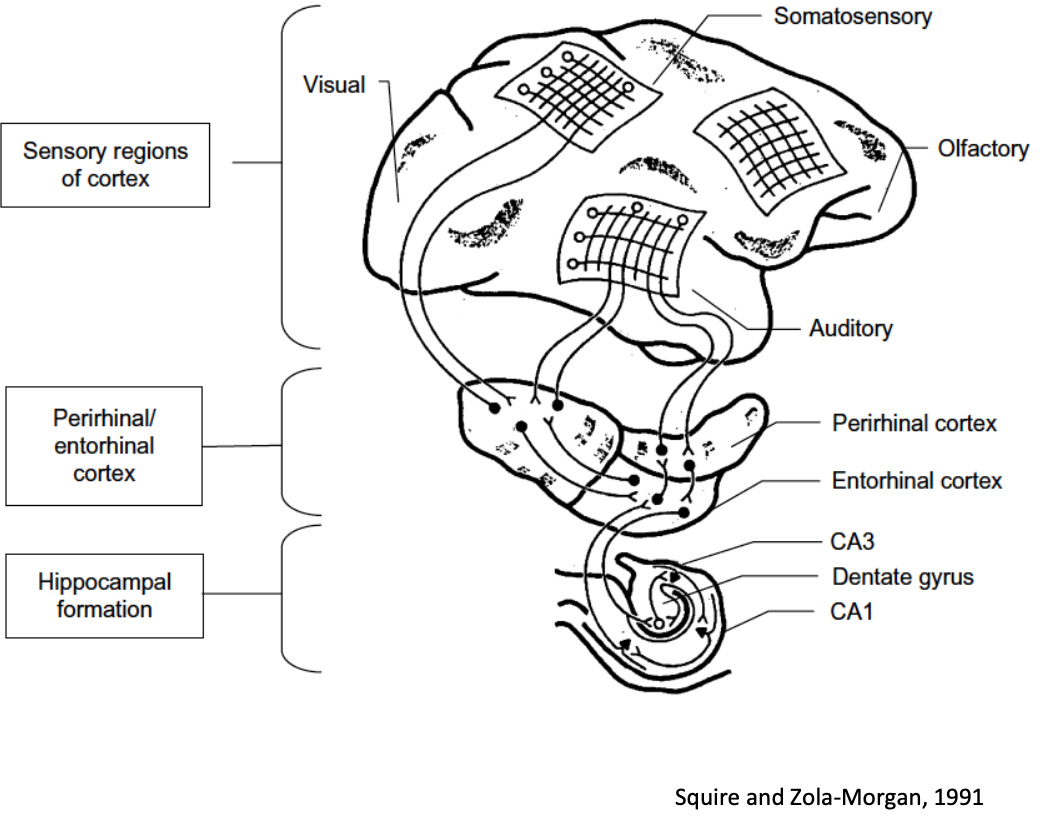 Somatosensory
Visual
Sensory regions
of cortex
Olfactory
Auditory
Perirhinal/
entorhinal
cortex
Perirhinal cortex
Entorhinal cortex
Hippocampal
formation
CA3
Dentate gyrus
CA1
Squire and Zola-Morgan, 1991